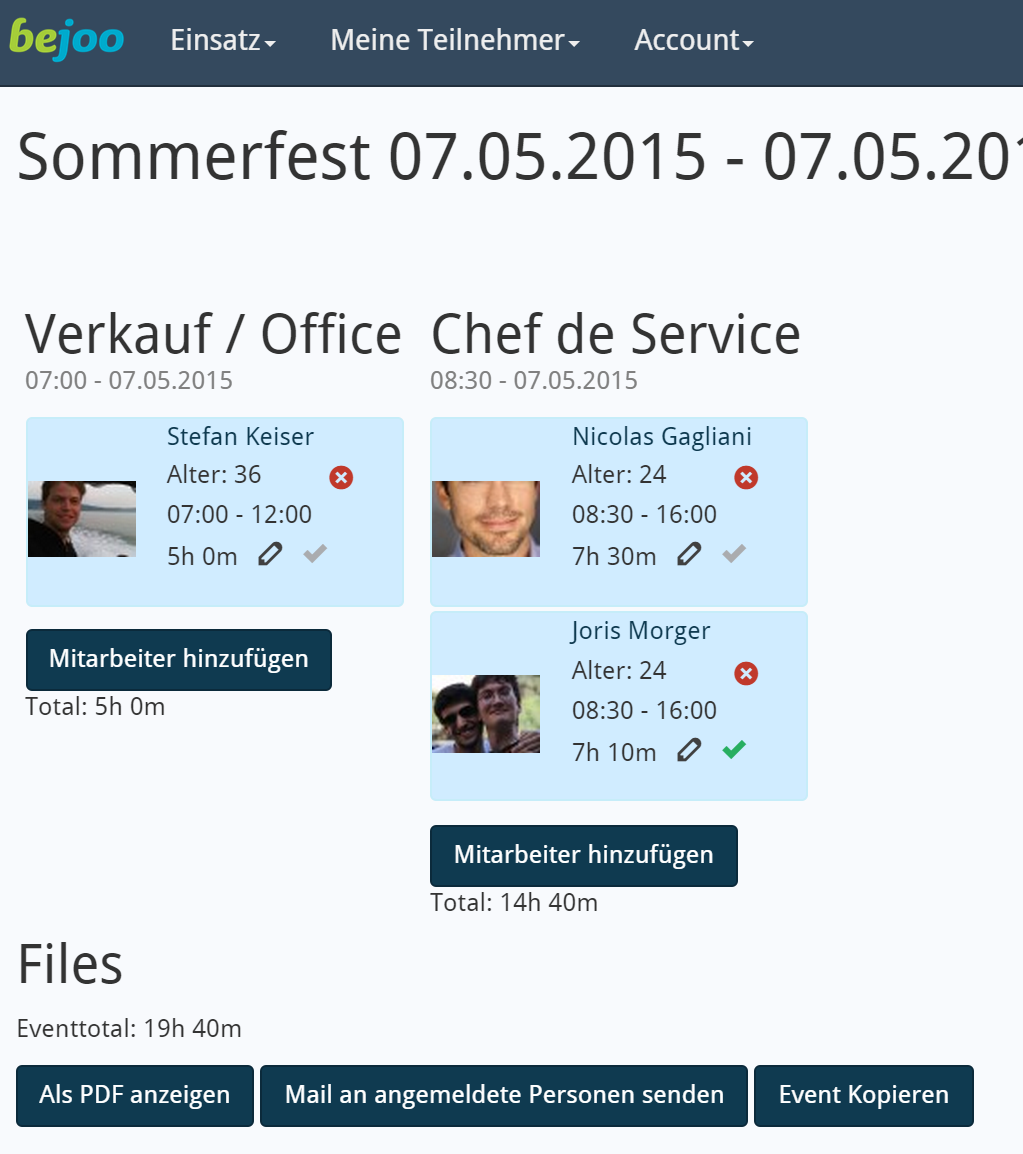 bejoo Einsatz Meine Teilnehmer Account
Sommerfest 07.05.2015 - 07.05.201
Verkauf / Office
07:00 - 07.05.2015
Stefan Keiser
Alter: 36
07:00 - 12:00
5h 0m
Mitarbeiter hinzufügen
Total: 5h 0m
Chef de Service
08:30 - 07.05.2015
Nicolas Gagliani
Alter: 24
08:30 - 16:00
7h 30m
Joris Morger
Alter: 24
08:30 - 16:00
7h 10m
Mitarbeiter hinzufügen
Total: 14h 40m
Files
Eventtotal: 19h 40m
Als PDF anzeigen Mail an angemeldete Personen senden Event Kopieren